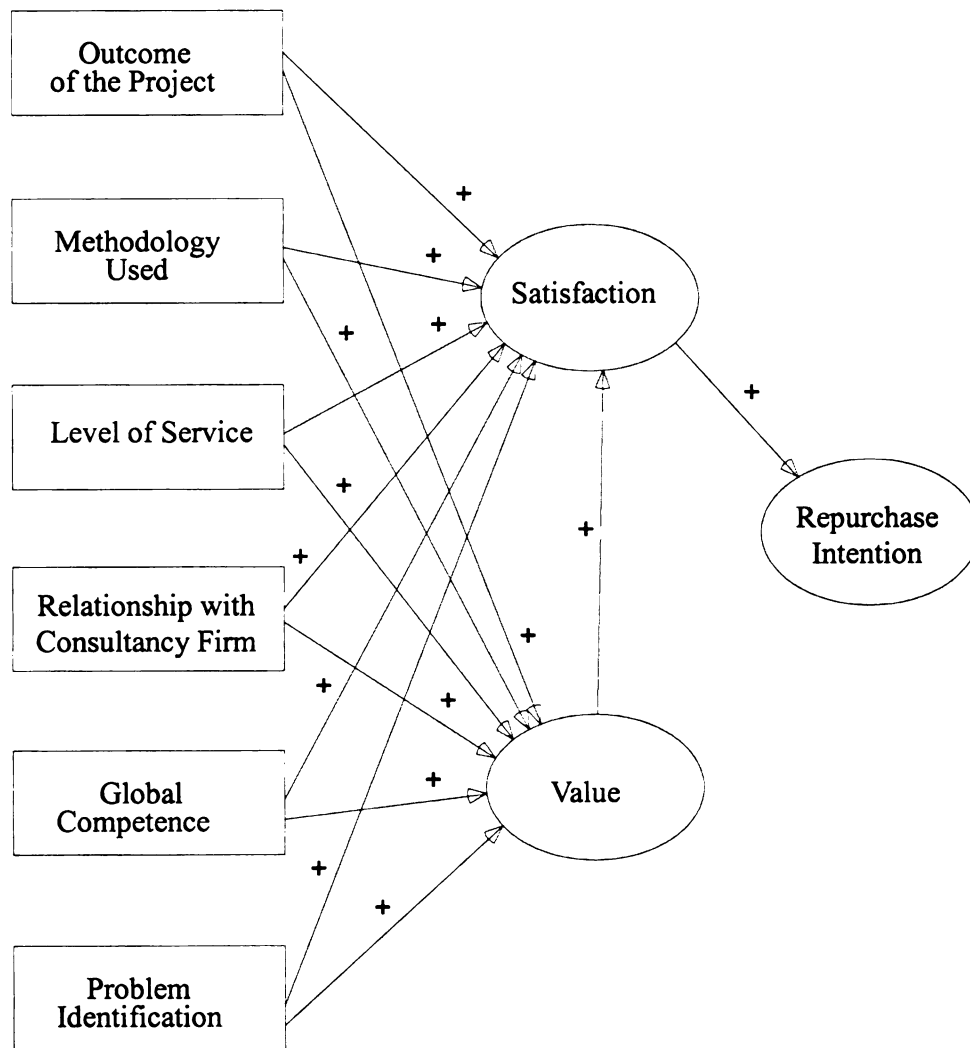 Outcome
of the Project
+
Methodology
Used
+
Satisfaction
+
+
+
Level of Service
+
Repurchase
Intention
+
+
Relationship with
Consultancy Firm
+
+
+
Global
Competence
+
Value
+
+
Problem
Identification